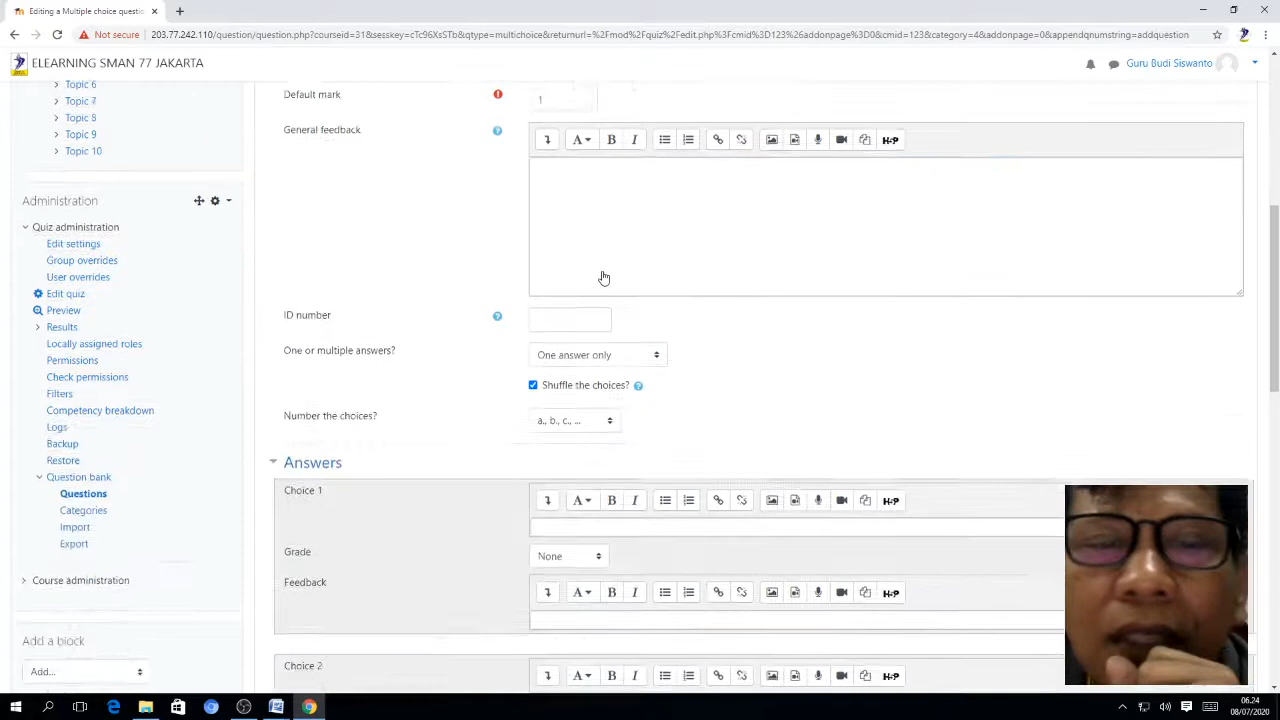 Editing a Multiple choice questio
Not secure | 203.77.242.110/question/question.php?courseid=31&sesskey=cTc96XsSTb&qtype=multichoice&returnurl=%2Fmod%2Fquiz%2Fedit.php%3Fcmid%3D123%26addonpage%3D0&cmid=123&category=4&addonpage=0&appendqnumstring=addquestion
ELEARNING SMAN 77 JAKARTA
Guru Budi Siswanto
Topic 6
Topic 7
Topic 8
Topic 9
Topic 10
Administration
Quiz administration
Edit settings
Group overrides
User overrides
Edit quiz
Preview
Results
Locally assigned roles
Permissions
Check permissions
Filters
Competency breakdown
Logs
Backup
Restore
Question bank
Questions
Categories
Import
Export
Course administration
Add a block
Add...
Default mark
1
General feedback
A B I H-P
ID number
One or multiple answers?
One answer only
Shuffle the choices?
Number the choices?
a., b., c., ...
Answers
Choice 1
A B I H-P
Grade
None
Feedback
A B I H-P
Choice 2
A B I H-P
06.24
08/07/2020